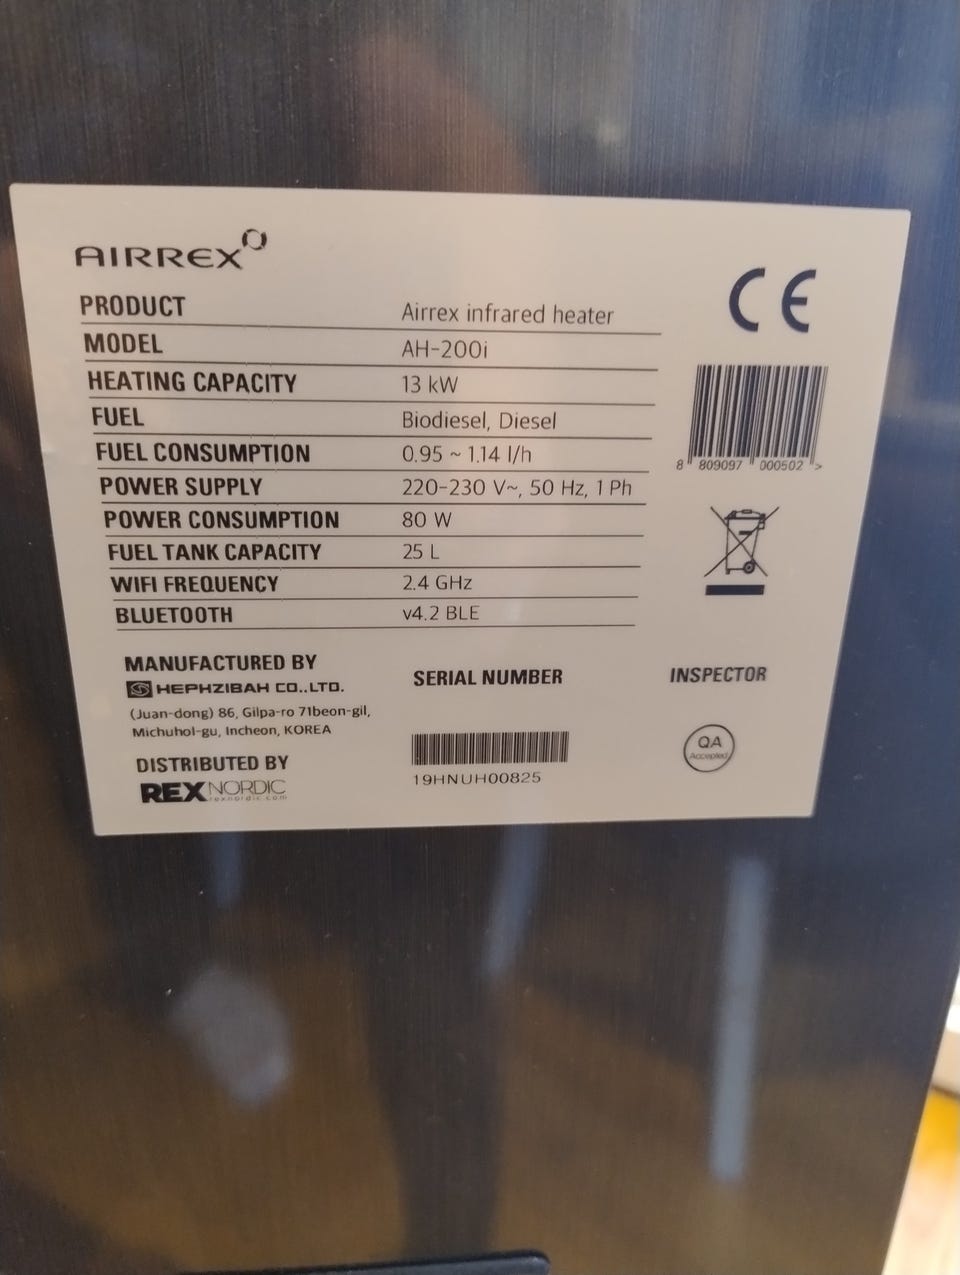 AIRREX
PRODUCT Airrex infrared heater
MODEL AH-200i
HEATING CAPACITY 13 kW
FUEL Biodiesel, Diesel
FUEL CONSUMPTION 0.95 ~ 1.14 l/h
POWER SUPPLY 220-230 V~, 50 Hz, 1 Ph
POWER CONSUMPTION 80 W
FUEL TANK CAPACITY 25 L
WIFI FREQUENCY 2.4 GHz
BLUETOOTH v4.2 BLE
CE
8 809097 000502 >
MANUFACTURED BY
HEPHZIBAH CO.,LTD.
(Juan-dong) 86, Gilpa-ro 71beon-gil,
Michuhol-gu, Incheon, KOREA
DISTRIBUTED BY
REXNORDIC
rexnordic.com
SERIAL NUMBER
19HNUH00825
INSPECTOR
QA
Accepted